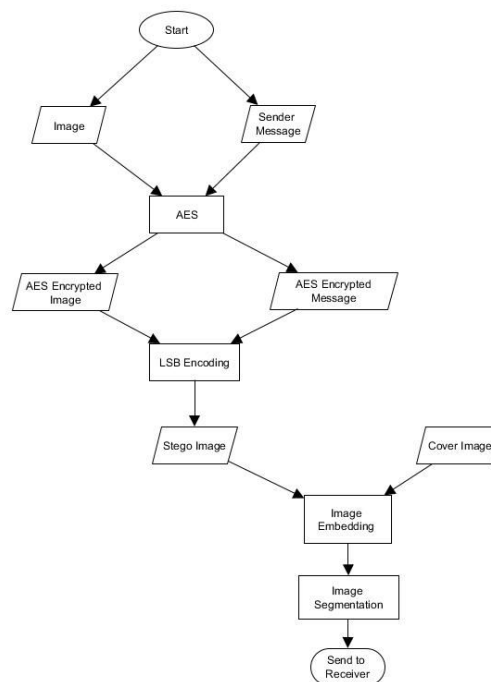 Start
Image
Sender
Message
AES
AES Encrypted
Image
AES Encrypted
Message
LSB Encoding
Stego Image
Cover Image
Image
Embedding
Image
Segmentation
Send to
Receiver